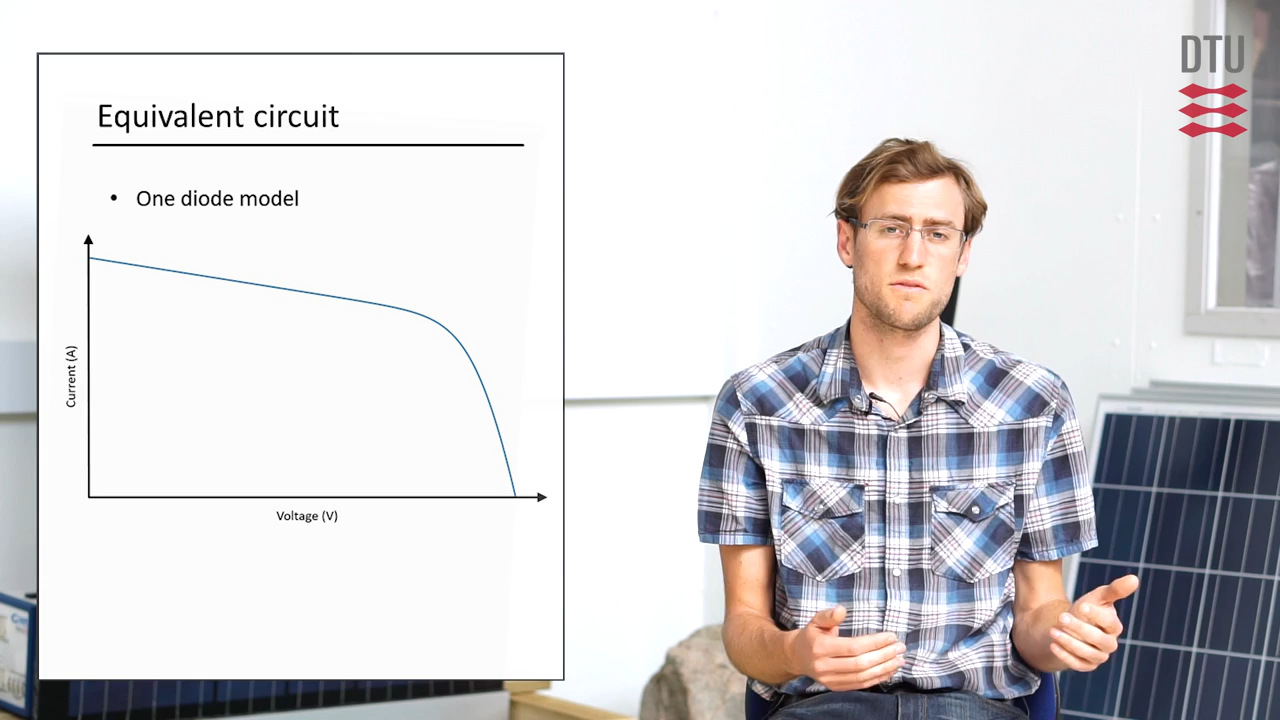 DTU
Equivalent circuit
• One diode model
Current (A)
Voltage (V)